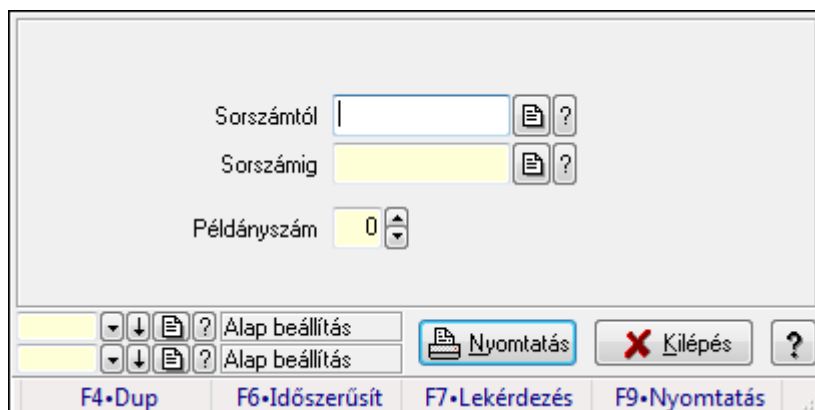 Sorszámtól ?
Sorszámig ?
Példányszám 0
? Alap beállítás
? Alap beállítás
Nyomtatás Kilépés ?
F4•Dup F6•Időszerűsít F7•Lekérdezés F9•Nyomtatás